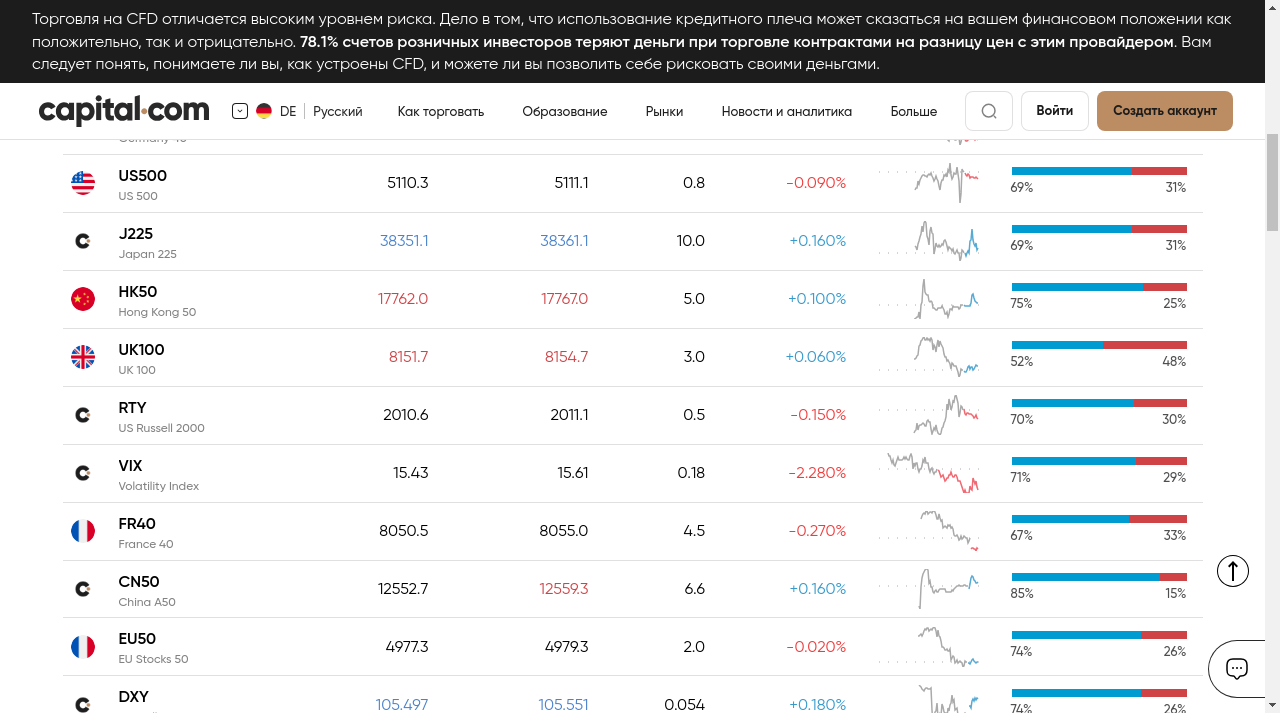 Торговля на CFD отличается высоким уровнем риска. Дело в том, что использование кредитного плеча может сказаться на вашем финансовом положении как
положительно, так и отрицательно. 78.1% счетов розничных инвесторов теряют деньги при торговле контрактами на разницу цен с этим провайдером. Вам
следует понять, понимаете ли вы, как устроены CFD, и можете ли вы позволить себе рисковать своими деньгами.
capital.com DE Русский Как торговать Образование Рынки Новости и аналитика Больше Войти Создать аккаунт
US500 5110.3 5111.1 0.8 -0.090%
US 500 69% 31%
J225 38351.1 38361.1 10.0 +0.160%
Japan 225 69% 31%
HK50 17762.0 17767.0 5.0 +0.100%
Hong Kong 50 75% 25%
UK100 8151.7 8154.7 3.0 +0.060%
UK 100 52% 48%
RTY 2010.6 2011.1 0.5 -0.150%
US Russell 2000 70% 30%
VIX 15.43 15.61 0.18 -2.280%
Volatility Index 71% 29%
FR40 8050.5 8055.0 4.5 -0.270%
France 40 67% 33%
CN50 12552.7 12559.3 6.6 +0.160%
China A50 85% 15%
EU50 4977.3 4979.3 2.0 -0.020%
EU Stocks 50 74% 26%
DXY 105.497 105.551 0.054 +0.180%
74% 26%